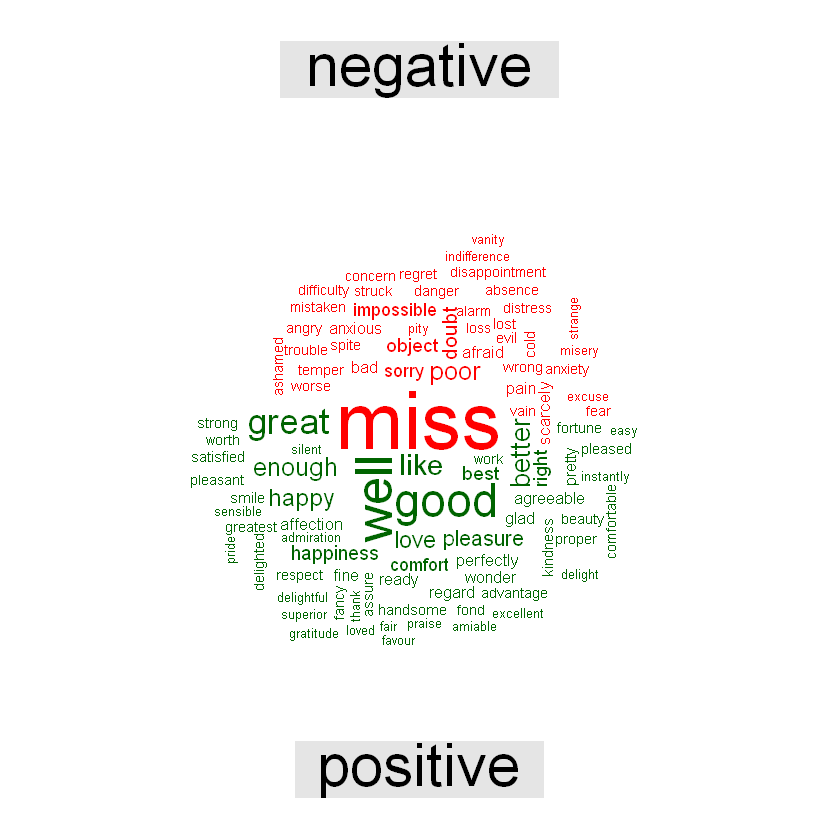 negative
vanity
indifference
concern regret disappointment
difficulty struck danger absence
mistaken impossible alarm distress strange
angry anxious pity doubt loss lost
ashamed trouble spite object afraid evil cold misery
temper bad sorry poor wrong anxiety
worse miss pain scarcely excuse
vain fear
strong great better fortune easy
worth silent well like work right pretty pleased
satisfied enough best instantly
pleasant happy good agreeable comfortable
smile
sensible affection glad beauty
greatest admiration love pleasure kindness proper
pride delighted happiness comfort perfectly
respect fine ready wonder delight
delightful fancy thank assure regard advantage
superior handsome fond excellent
gratitude loved fair praise amiable
favour
positive